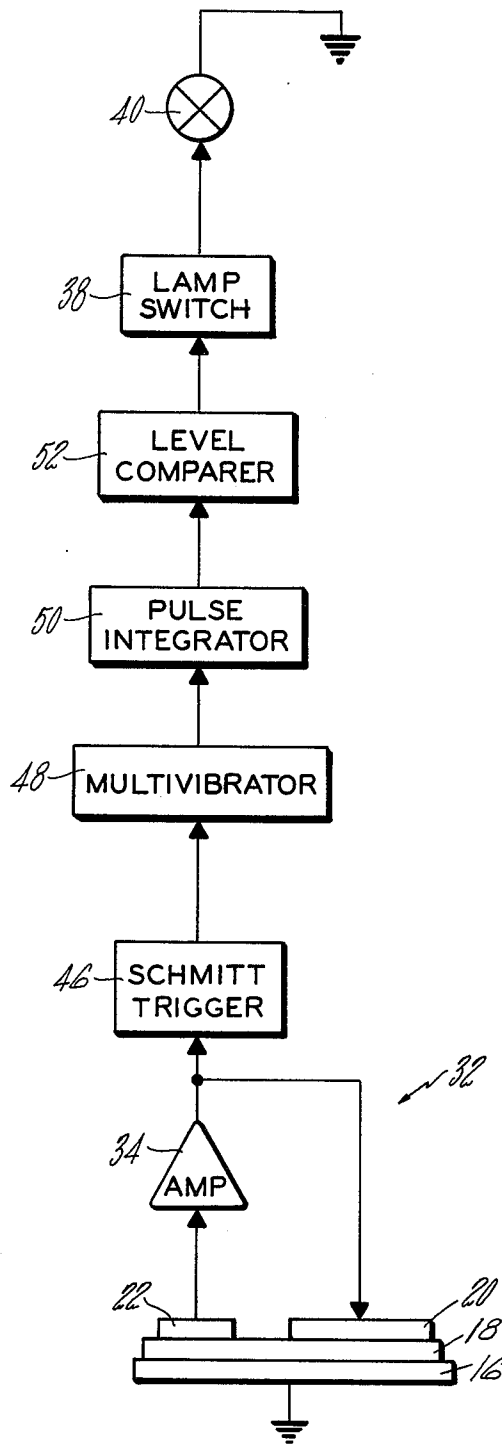 40
38
LAMP
SWITCH
52
LEVEL
COMPARER
50
PULSE
INTEGRATOR
48
MULTIVIBRATOR
46
SCHMITT
TRIGGER
32
34
AMP
22
20
18
16